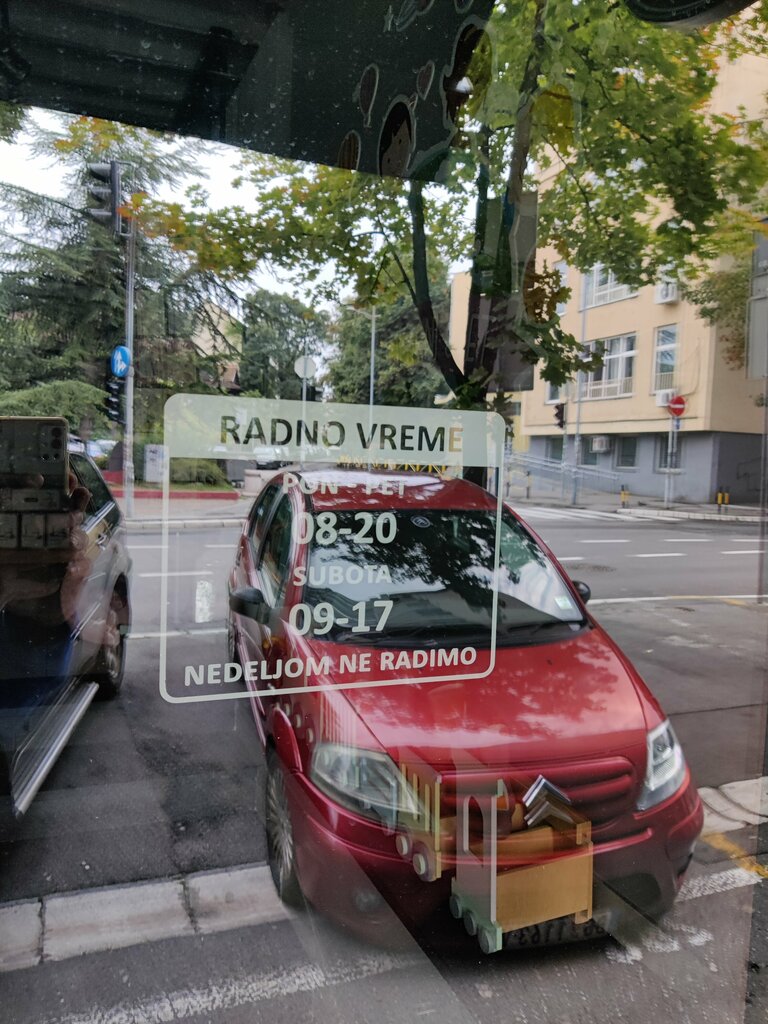 RADNO VREME
PON - PET
08-20
SUBOTA
09-17
NEDELJOM NE RADIMO